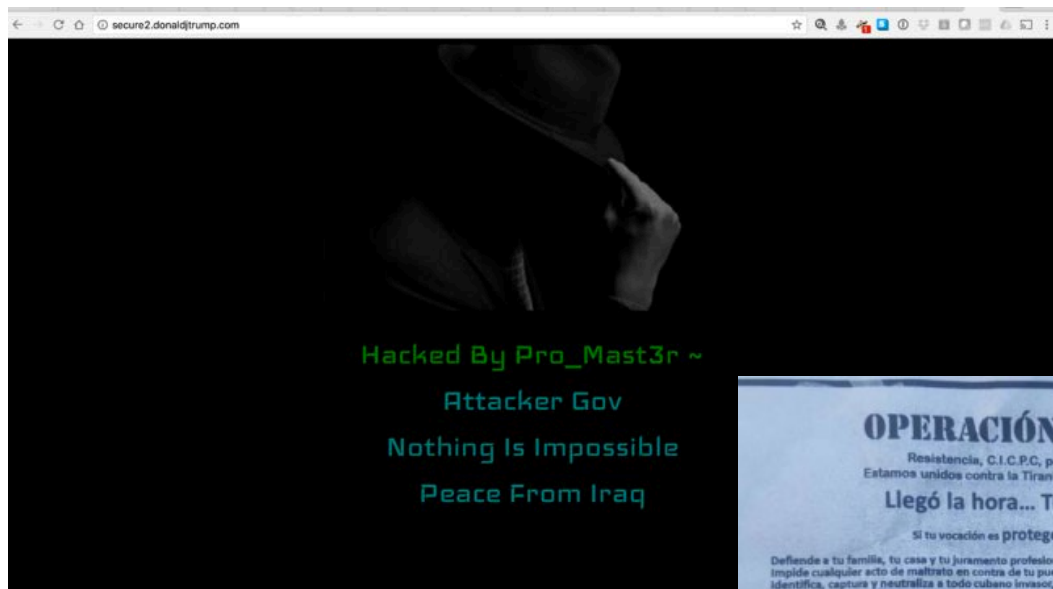 secure2.donaldjtrump.com
Hacked By Pro_Mast3r ~
Attacker Gov
Nothing Is Impossible
Peace From Iraq
OPERACIÓN
Resistencia, C.I.C.P.C, p
Estamos unidos contra la Tiran
Llegó la hora... T
Si tu vocación es protege
Defiende a tu familia, tu casa y tu juramento profesio
Impide cualquier acto de maltrato en contra de tu pue
Identifica, captura y neutraliza a todo cubano invasor,